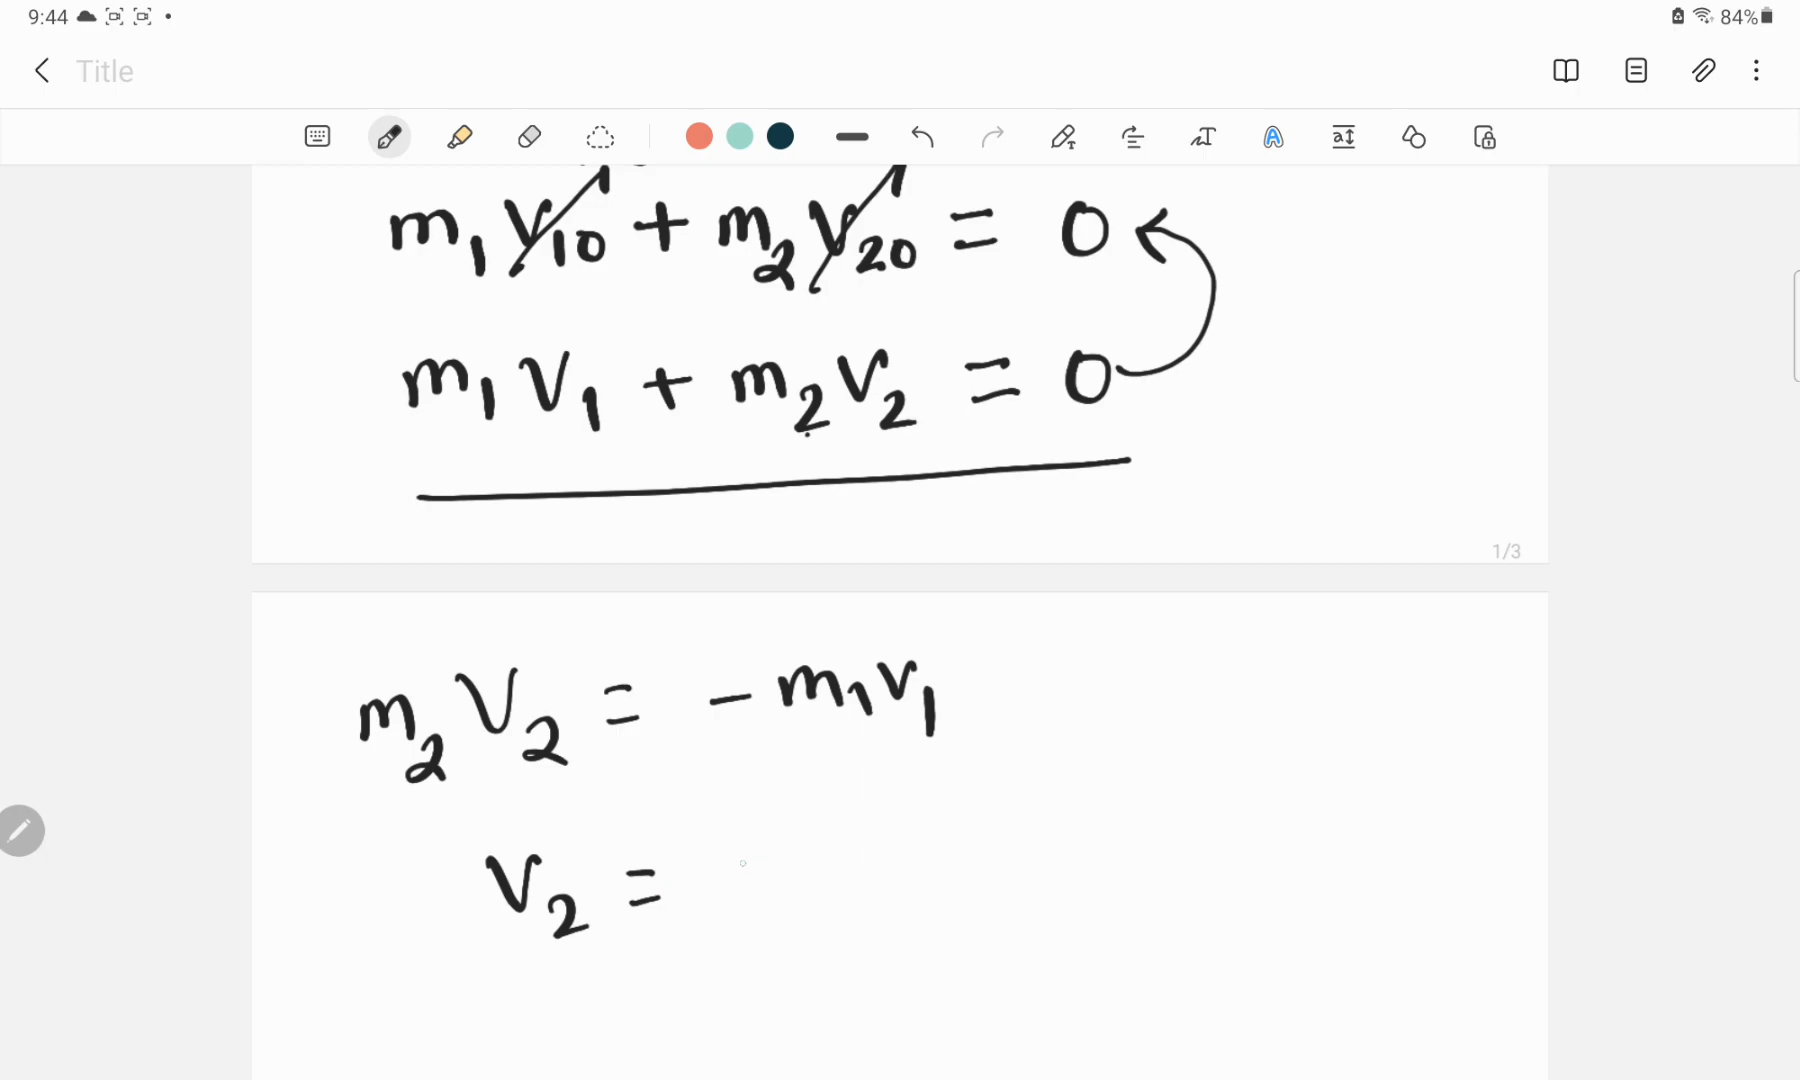 9:44 84%
Title
m₁V₁₀ + m₂V₂₀ = 0
m₁V₁ + m₂V₂ = 0
1/3
m₂V₂ = - m₁V₁
V₂ =